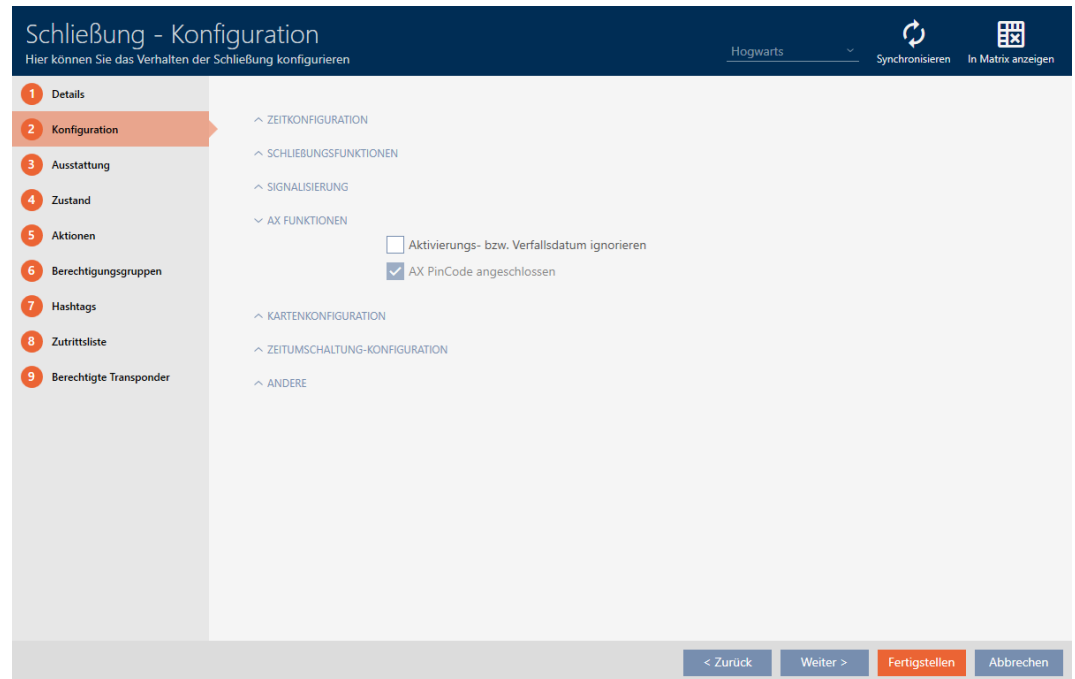 Schließung - Konfiguration
Hier können Sie das Verhalten der Schließung konfigurieren
Hogwarts
Synchronisieren
In Matrix anzeigen
1 Details
2 Konfiguration
3 Ausstattung
4 Zustand
5 Aktionen
6 Berechtigungsgruppen
7 Hashtags
8 Zutrittsliste
9 Berechtigte Transponder
ZEITKONFIGURATION
SCHLIEßUNGSFUNKTIONEN
SIGNALISIERUNG
AX FUNKTIONEN
Aktivierungs- bzw. Verfallsdatum ignorieren
AX PinCode angeschlossen
KARTENKONFIGURATION
ZEITUMSCHALTUNG-KONFIGURATION
ANDERE
< Zurück
Weiter >
Fertigstellen
Abbrechen